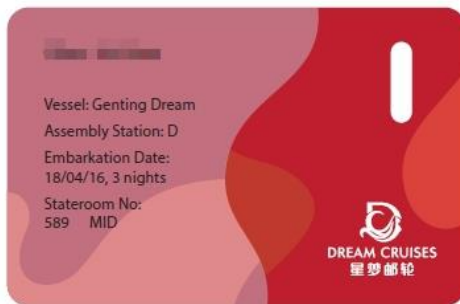 Vessel: Genting Dream
Assembly Station: D
Embarkation Date:
18/04/16, 3 nights
Stateroom No:
589 MID
DREAM CRUISES
星梦邮轮